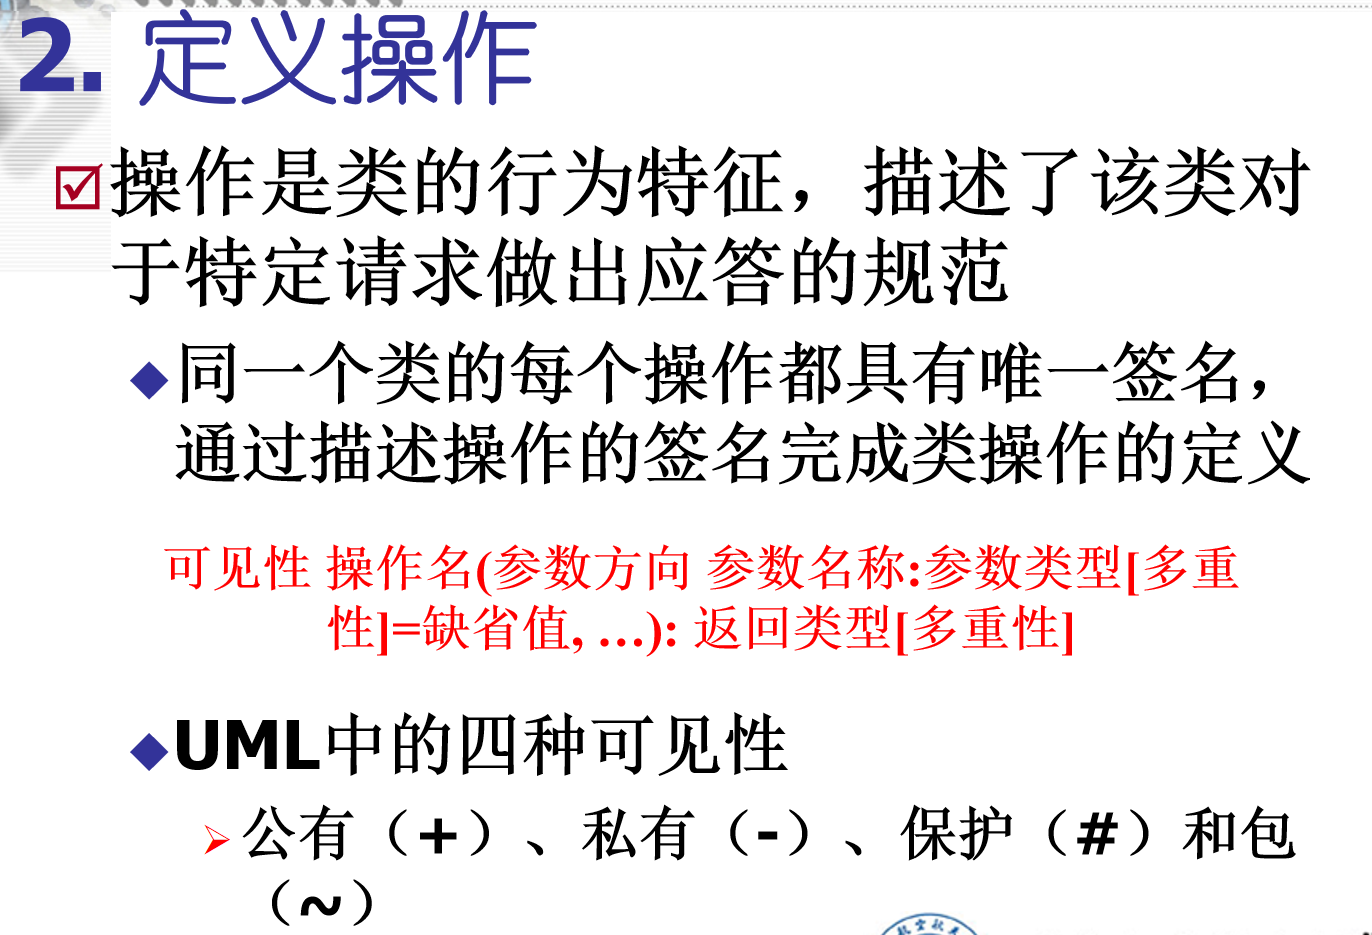 2. 定义操作
操作是类的行为特征，描述了该类对
于特定请求做出应答的规范
同一个类的每个操作都具有唯一签名，
通过描述操作的签名完成类操作的定义
可见性 操作名(参数方向 参数名称:参数类型[多重
性]=缺省值, …): 返回类型[多重性]
UML中的四种可见性
公有（+）、私有（-）、保护（#）和包
（~）